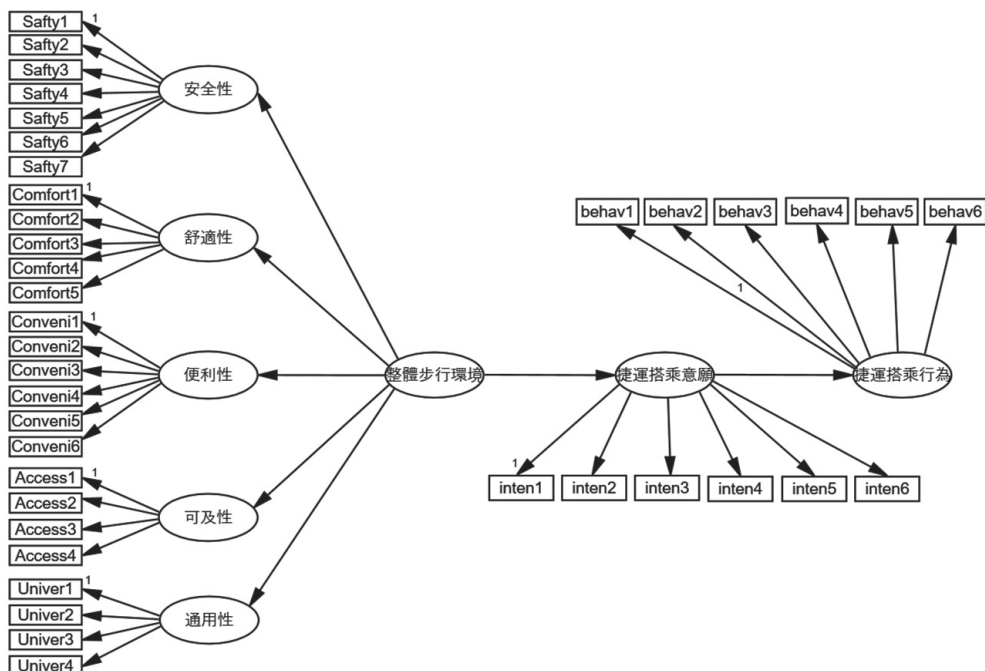 Safty1
1
Safty2
Safty3
Safty4
Safty5
Safty6
Safty7
安全性
Comfort1
1
Comfort2
Comfort3
Comfort4
Comfort5
舒適性
Conveni1
1
Conveni2
Conveni3
Conveni4
Conveni5
Conveni6
便利性
Access1
1
Access2
Access3
Access4
可及性
Univer1
1
Univer2
Univer3
Univer4
通用性
整體步行環境
捷運搭乘意願
捷運搭乘行為
behav1
behav2
behav3
behav4
behav5
behav6
1
1
inten1
inten2
inten3
inten4
inten5
inten6